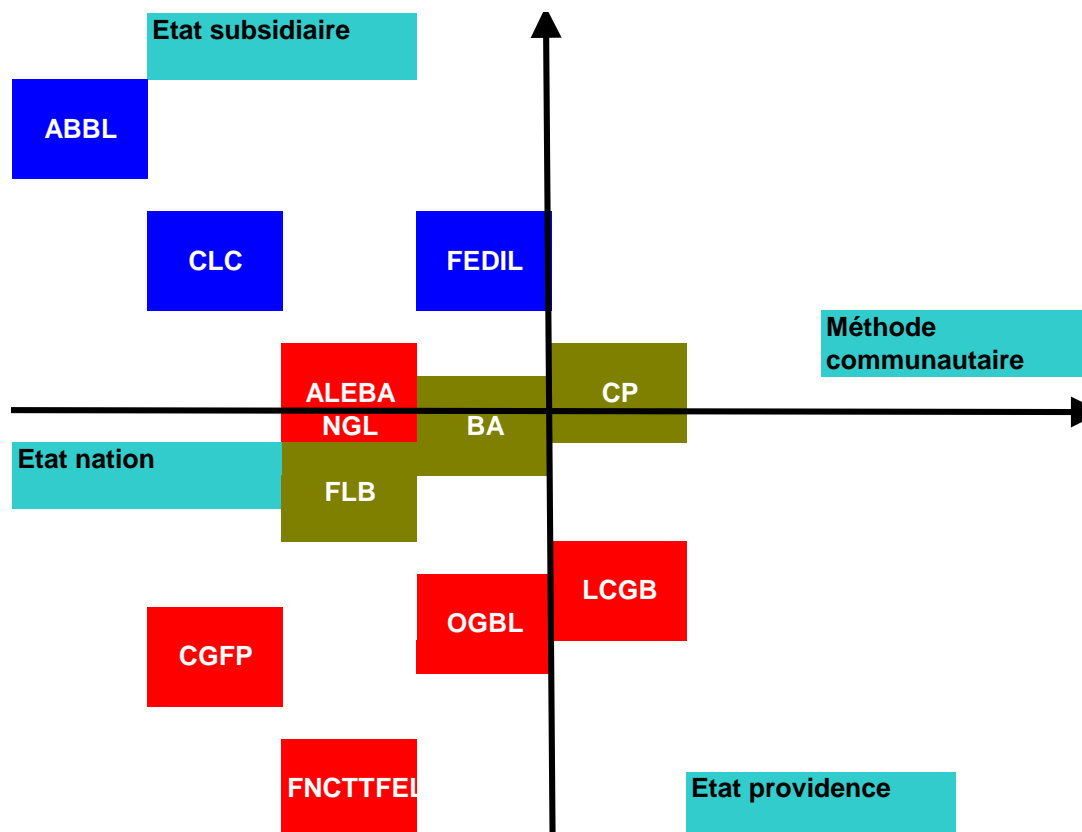 Etat subsidiaire
ABBL
CLC
FEDIL
Méthode
communautaire
ALEBA
CP
NGL
BA
Etat nation
FLB
LCGB
OGBL
CGFP
FNCTTFEL
Etat providence